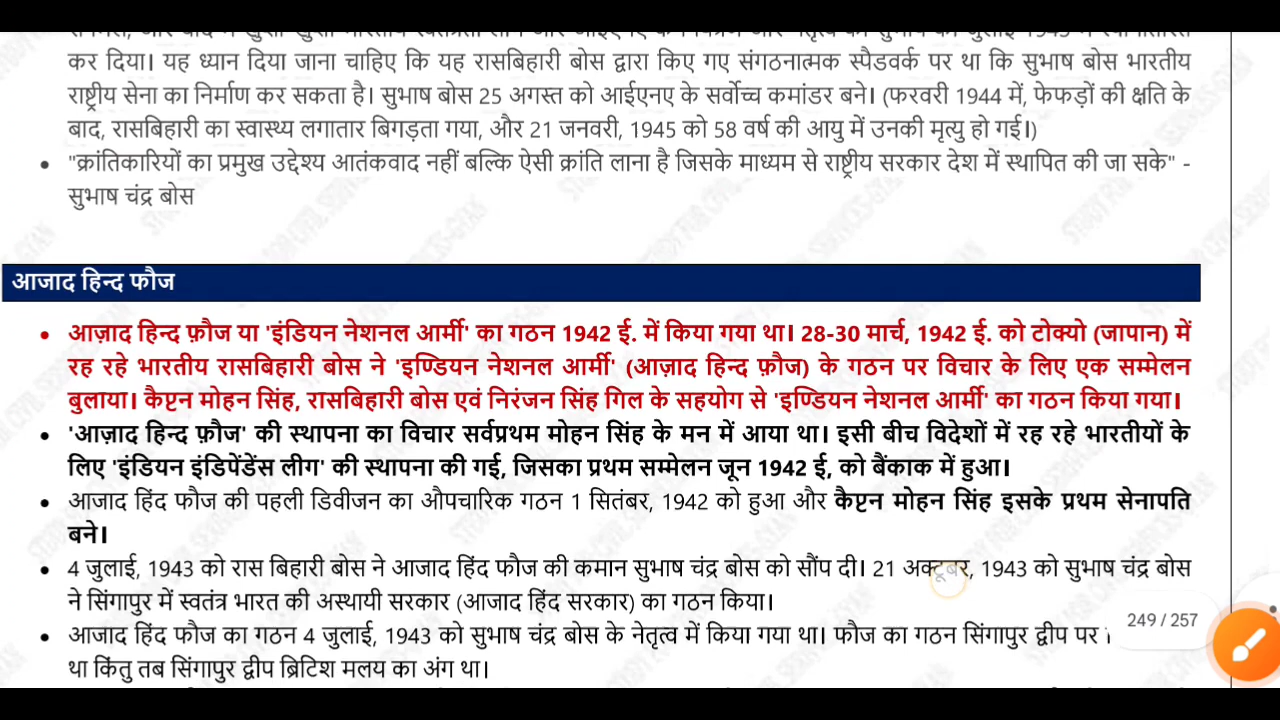 कर दिया। यह ध्यान दिया जाना चाहिए कि यह रासबिहारी बोस द्वारा किए गए संगठनात्मक स्पैडवर्क पर था कि सुभाष बोस भारतीय
राष्ट्रीय सेना का निर्माण कर सकता है। सुभाष बोस 25 अगस्त को आईएनए के सर्वोच्च कमांडर बने। (फरवरी 1944 में, फेफड़ों की क्षति के
बाद, रासबिहारी का स्वास्थ्य लगातार बिगड़ता गया, और 21 जनवरी, 1945 को 58 वर्ष की आयु में उनकी मृत्यु हो गई।)
• "क्रांतिकारियों का प्रमुख उद्देश्य आतंकवाद नहीं बल्कि ऐसी क्रांति लाना है जिसके माध्यम से राष्ट्रीय सरकार देश में स्थापित की जा सके" -
सुभाष चंद्र बोस
आजाद हिन्द फौज
• आज़ाद हिन्द फ़ौज या 'इंडियन नेशनल आर्मी' का गठन 1942 ई. में किया गया था। 28-30 मार्च, 1942 ई. को टोक्यो (जापान) में
रह रहे भारतीय रासबिहारी बोस ने 'इण्डियन नेशनल आर्मी' (आज़ाद हिन्द फ़ौज) के गठन पर विचार के लिए एक सम्मेलन
बुलाया। कैप्टन मोहन सिंह, रासबिहारी बोस एवं निरंजन सिंह गिल के सहयोग से 'इण्डियन नेशनल आर्मी' का गठन किया गया।
• 'आज़ाद हिन्द फ़ौज' की स्थापना का विचार सर्वप्रथम मोहन सिंह के मन में आया था। इसी बीच विदेशों में रह रहे भारतीयों के
लिए 'इंडियन इंडिपेंडेंस लीग' की स्थापना की गई, जिसका प्रथम सम्मेलन जून 1942 ई, को बैंकाक में हुआ।
• आजाद हिंद फौज की पहली डिवीजन का औपचारिक गठन 1 सितंबर, 1942 को हुआ और कैप्टन मोहन सिंह इसके प्रथम सेनापति
बने।
• 4 जुलाई, 1943 को रास बिहारी बोस ने आजाद हिंद फौज की कमान सुभाष चंद्र बोस को सौंप दी। 21 अक्टूबर, 1943 को सुभाष चंद्र बोस
ने सिंगापुर में स्वतंत्र भारत की अस्थायी सरकार (आजाद हिंद सरकार) का गठन किया।
249 / 257
• आजाद हिंद फौज का गठन 4 जुलाई, 1943 को सुभाष चंद्र बोस के नेतृत्व में किया गया था। फौज का गठन सिंगापुर द्वीप पर
था किंतु तब सिंगापुर द्वीप ब्रिटिश मलय का अंग था।